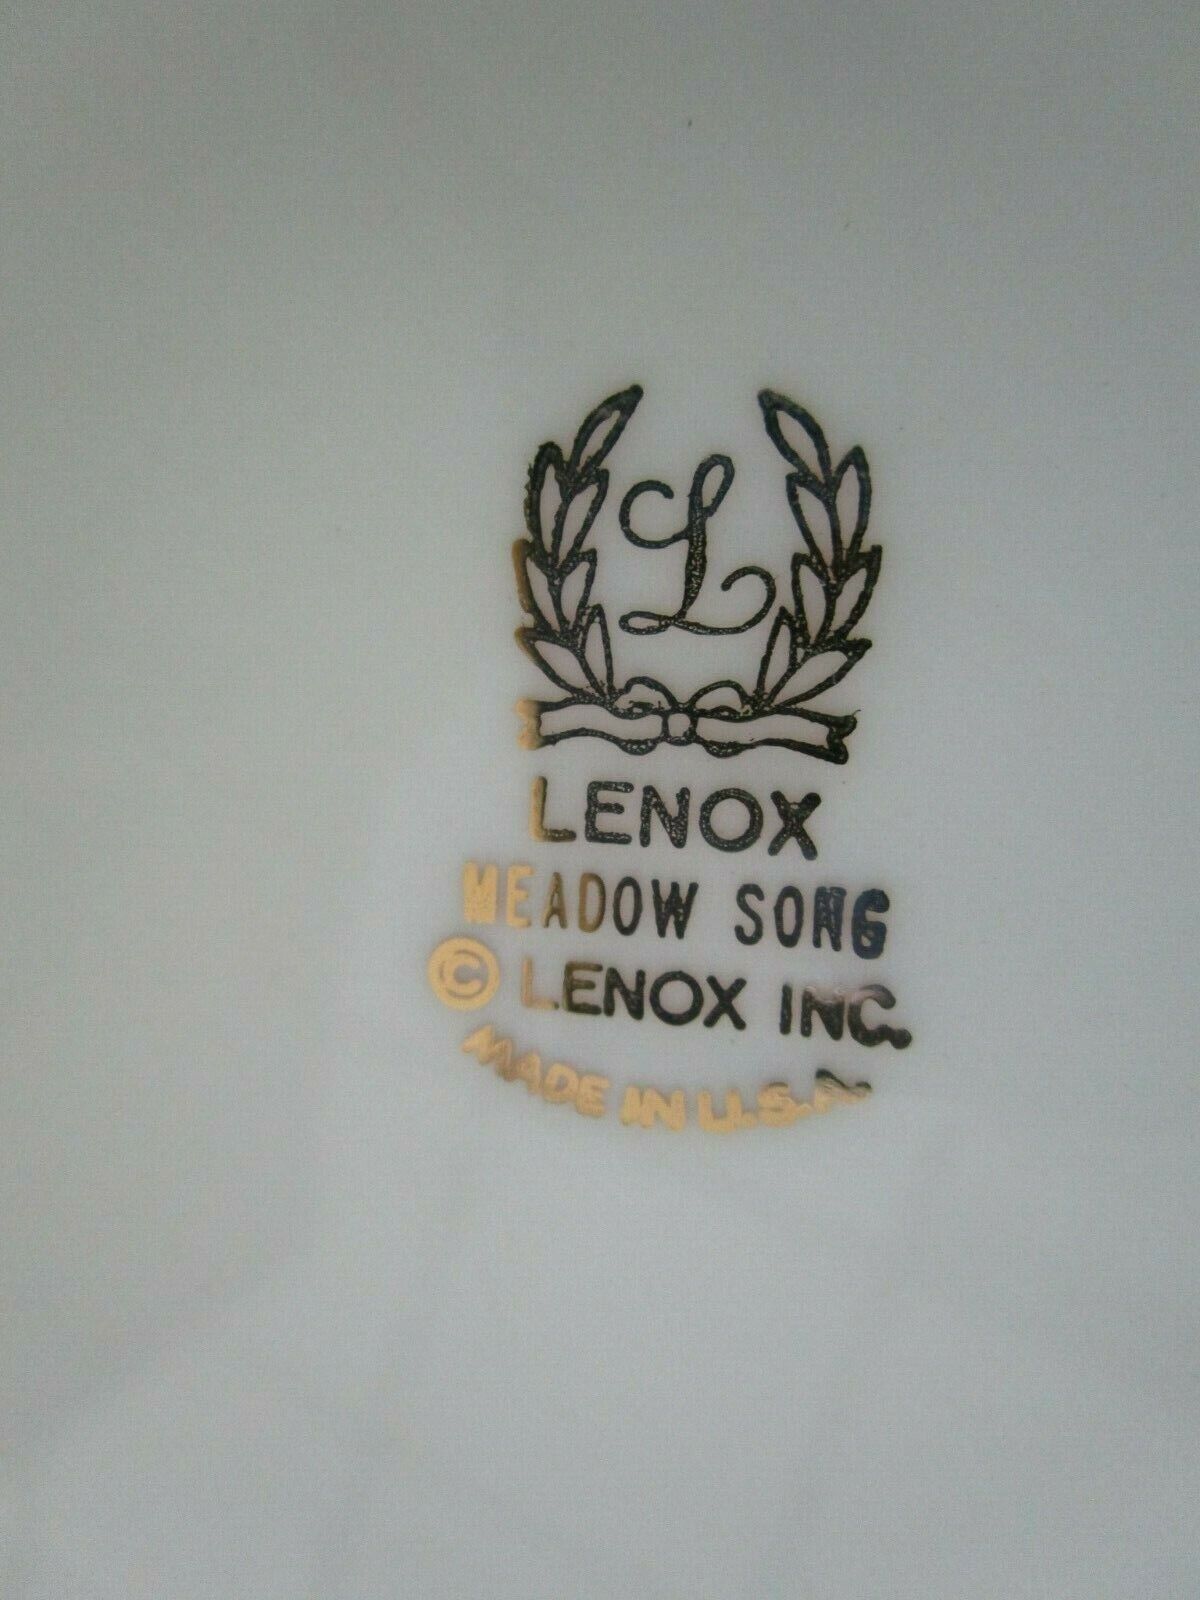 L
LENOX
MEADOW SONG
© LENOX INC.
MADE IN U.S.A.